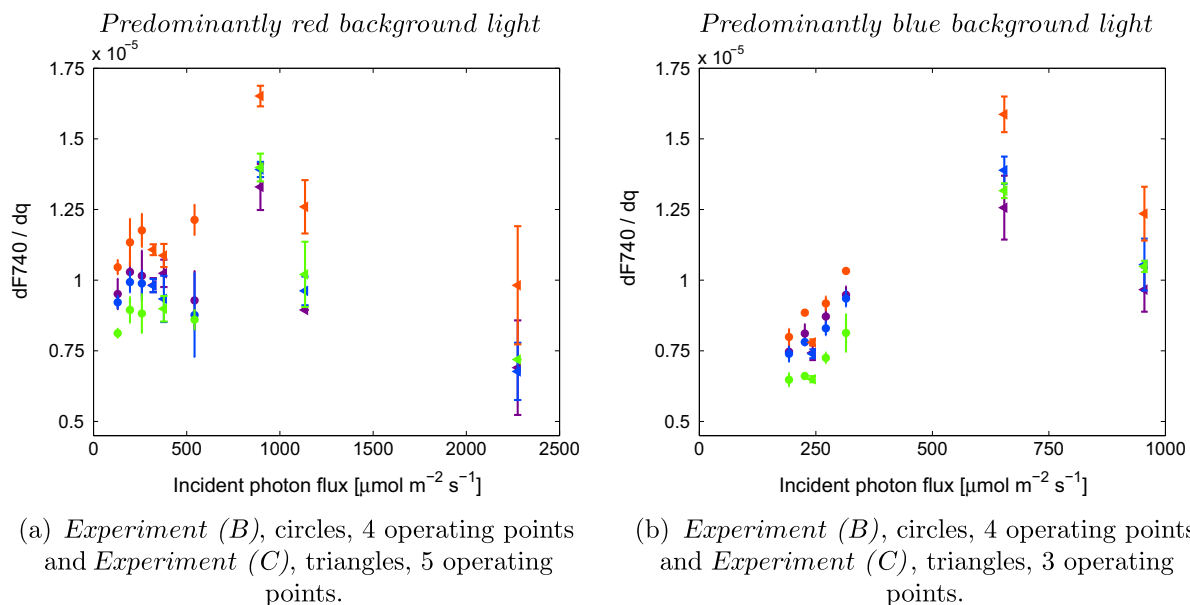 Predominantly red background light
x 10⁻⁵
1.75
1.5
1.25
1
0.75
0.5
dF740 / dq
0 500 1000 1500 2000 2500
Incident photon flux [μmol m⁻² s⁻¹]
(a) Experiment (B), circles, 4 operating points
and Experiment (C), triangles, 5 operating
points.
Predominantly blue background light
x 10⁻⁵
1.75
1.5
1.25
1
0.75
0.5
dF740 / dq
0 250 500 750 1000
Incident photon flux [μmol m⁻² s⁻¹]
(b) Experiment (B), circles, 4 operating points
and Experiment (C), triangles, 3 operating
points.